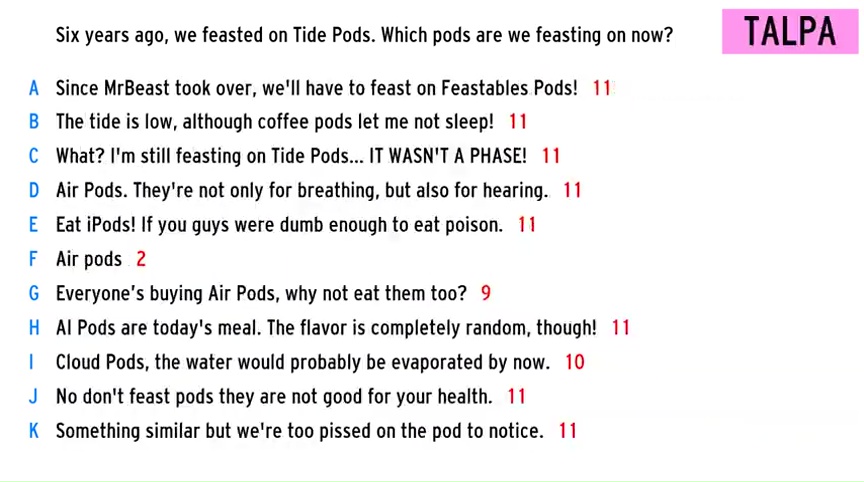 Six years ago, we feasted on Tide Pods. Which pods are we feasting on now?
TALPA
A Since MrBeast took over, we'll have to feast on Feastables Pods! 11
B The tide is low, although coffee pods let me not sleep! 11
C What? I'm still feasting on Tide Pods... IT WASN'T A PHASE! 11
D Air Pods. They're not only for breathing, but also for hearing. 11
E Eat iPods! If you guys were dumb enough to eat poison. 11
F Air pods 2
G Everyone’s buying Air Pods, why not eat them too? 9
H AI Pods are today's meal. The flavor is completely random, though! 11
I Cloud Pods, the water would probably be evaporated by now. 10
J No don't feast pods they are not good for your health. 11
K Something similar but we're too pissed on the pod to notice. 11